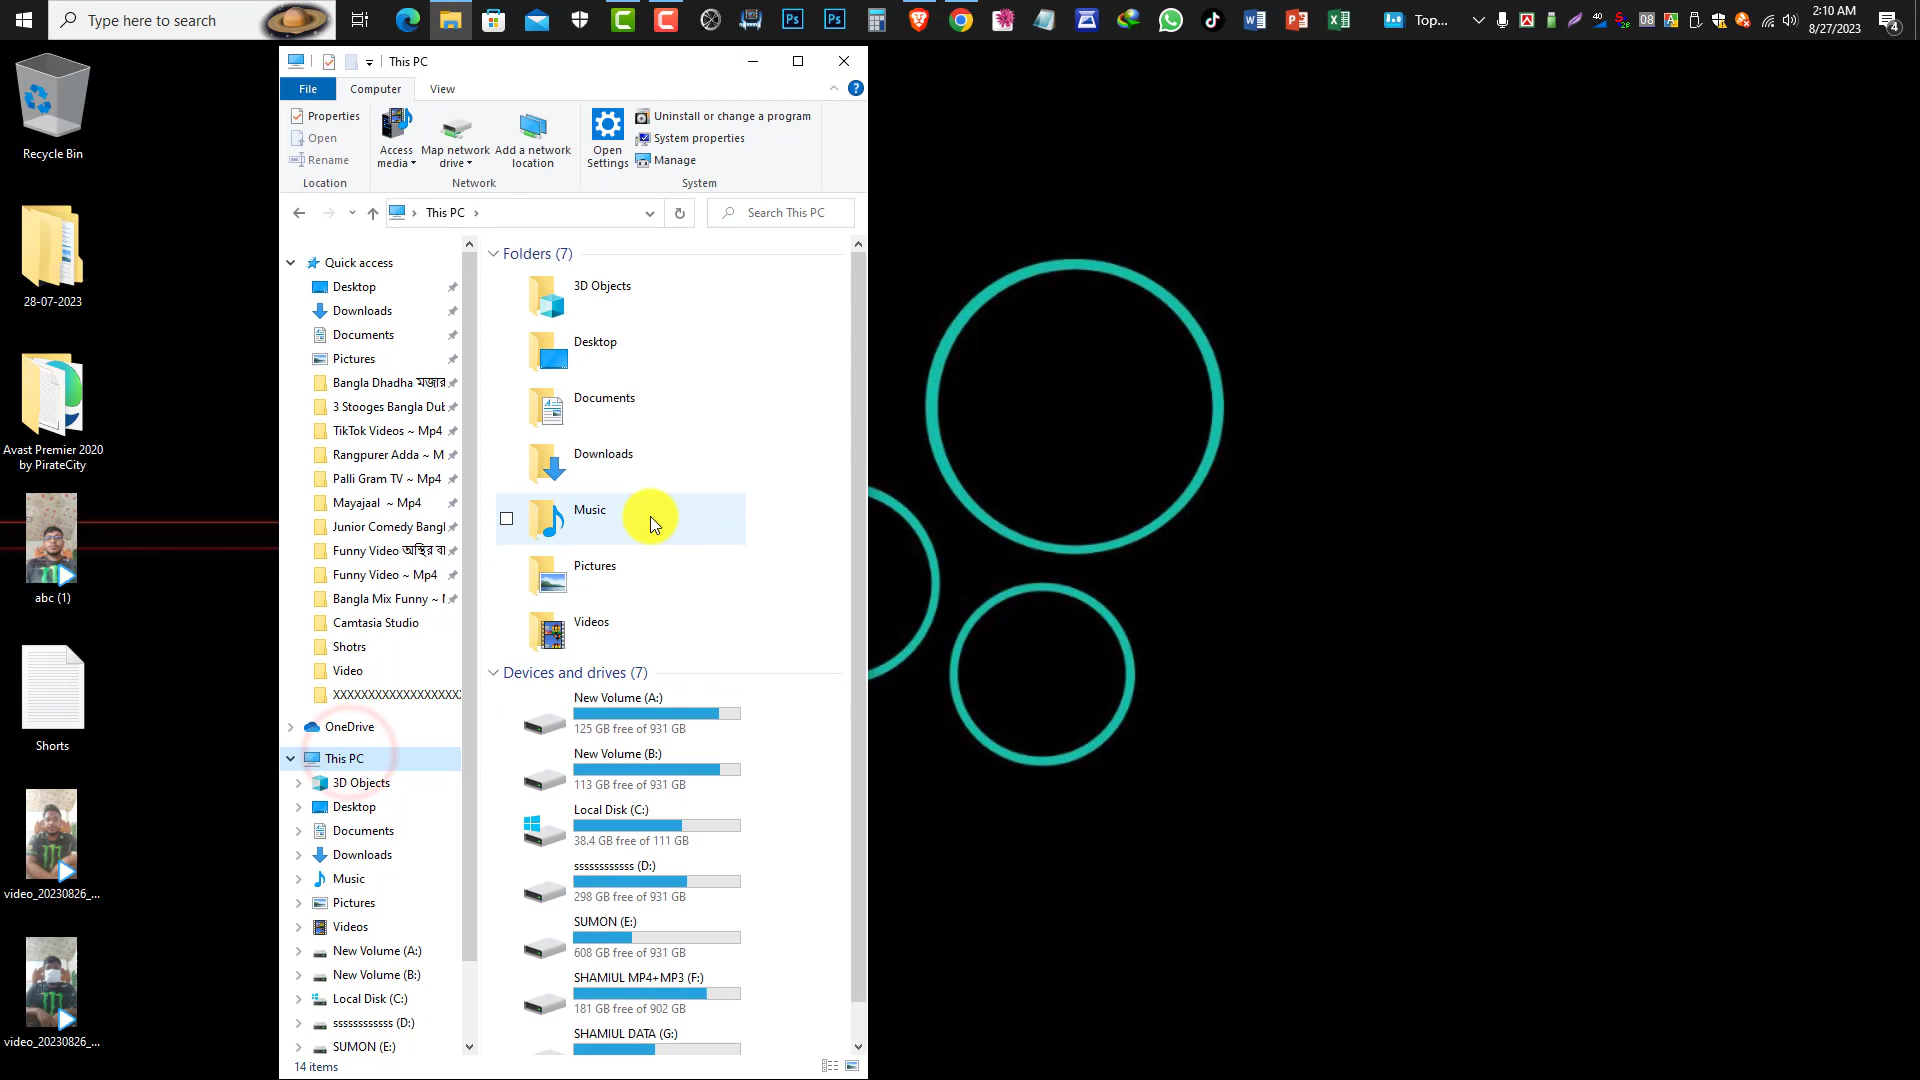 Type here to search
Top...
40
08
2:10 AM
8/27/2023
4
Recycle Bin
28-07-2023
Avast Premier 2020
by PirateCity
abc (1)
Shorts
video_20230826_...
video_20230826_...
This PC
File
Computer
View
Properties
Open
Rename
Location
Access
media
Map network
drive
Add a network
location
Network
Open
Settings
Uninstall or change a program
System properties
Manage
System
This PC
Search This PC
Quick access
Desktop
Downloads
Documents
Pictures
Bangla Dhadha মজার
3 Stooges Bangla Dub
TikTok Videos ~ Mp4
Rangpurer Adda ~ M
Palli Gram TV ~ Mp4
Mayajaal ~ Mp4
Junior Comedy Bangl
Funny Video অস্থির বা
Funny Video ~ Mp4
Bangla Mix Funny ~
Camtasia Studio
Shotrs
Video
OneDrive
This PC
3D Objects
Desktop
Documents
Downloads
Music
Pictures
Videos
New Volume (A:)
New Volume (B:)
Local Disk (C:)
ssssssssssss (D:)
SUMON (E:)
Folders (7)
3D Objects
Desktop
Documents
Downloads
Music
Pictures
Videos
Devices and drives (7)
New Volume (A:)
125 GB free of 931 GB
New Volume (B:)
113 GB free of 931 GB
Local Disk (C:)
38.4 GB free of 111 GB
ssssssssssss (D:)
298 GB free of 931 GB
SUMON (E:)
608 GB free of 931 GB
SHAMIUL MP4+MP3 (F:)
181 GB free of 902 GB
SHAMIUL DATA (G:)
14 items